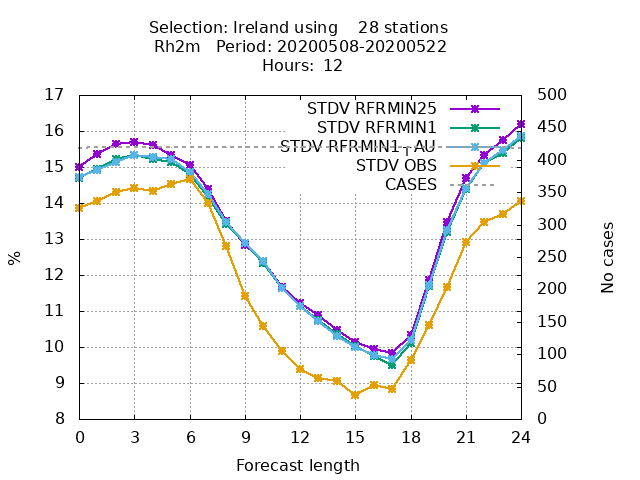 Selection: Ireland using 28 stations
Rh2m Period: 20200508-20200522
Hours: 12
17
16
15
14
13
12
11
10
9
8
%
STDV RFRMIN25
STDV RFRMIN1
STDV RFRMIN1+AU
STDV OBS
CASES
500
450
400
350
300
250
200
150
100
50
0
No cases
0 3 6 9 12 15 18 21 24
Forecast length